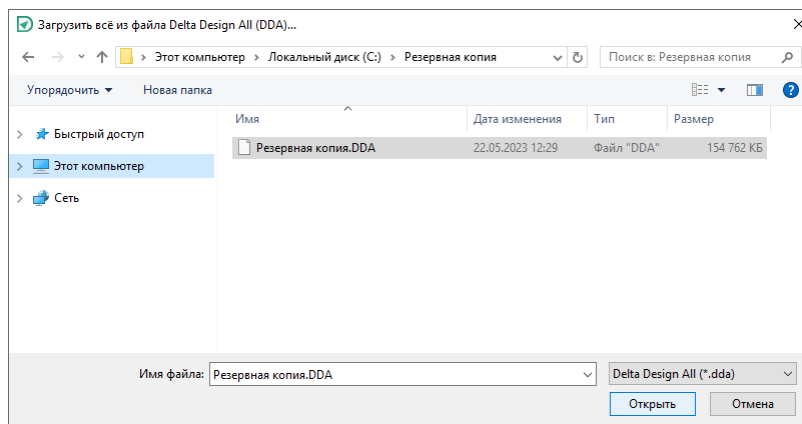 Загрузить всё из файла Delta Design All (DDA)...
Этот компьютер > Локальный диск (C:) > Резервная копия
Поиск в: Резервная копия
Упорядочить Новая папка
Имя Дата изменения Тип Размер
Быстрый доступ
Резервная копия.DDA 22.05.2023 12:29 Файл "DDA" 154 762 КБ
Этот компьютер
Сеть
Имя файла: Резервная копия.DDA Delta Design All (*.dda)
Открыть Отмена